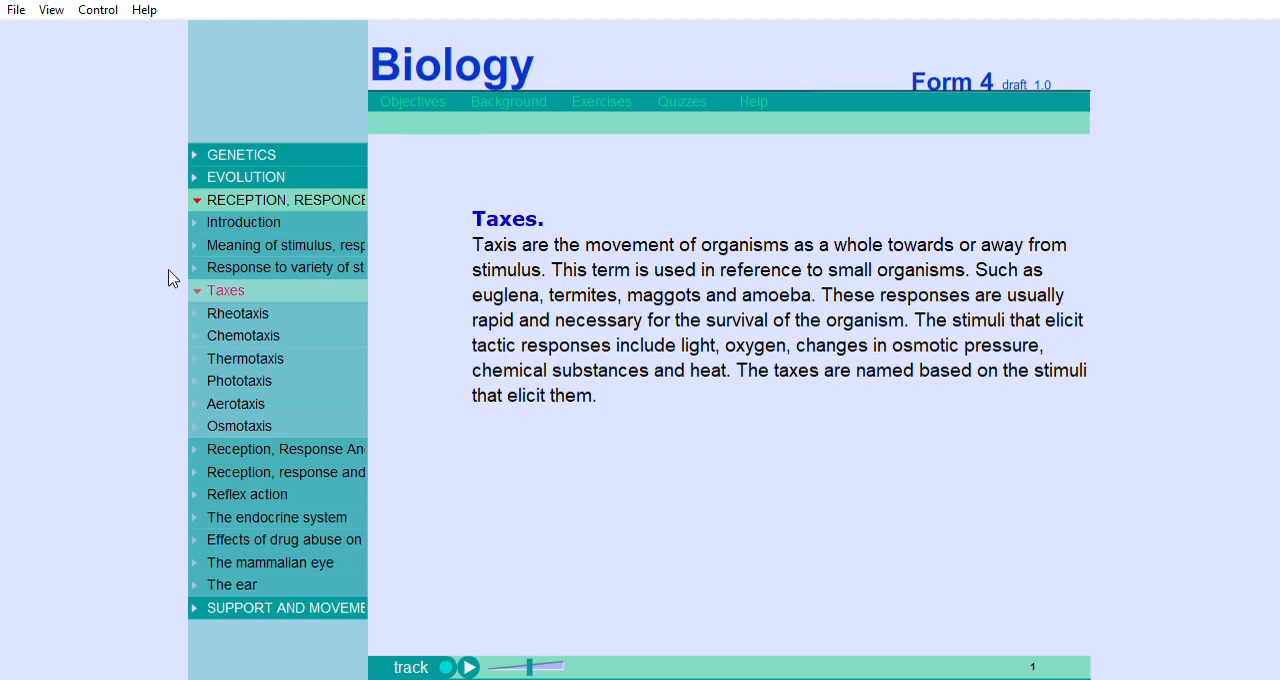 File View Control Help
Biology
Form 4 draft 1.0
Objectives Background Exercises Quizzes Help
GENETICS
EVOLUTION
RECEPTION, RESPONCE
Introduction
Meaning of stimulus, resp
Response to variety of st
Taxes
Rheotaxis
Chemotaxis
Thermotaxis
Phototaxis
Aerotaxis
Osmotaxis
Reception, Response An
Reception, response and
Reflex action
The endocrine system
Effects of drug abuse on
The mammalian eye
The ear
SUPPORT AND MOVEME
Taxes.
Taxis are the movement of organisms as a whole towards or away from
stimulus. This term is used in reference to small organisms. Such as
euglena, termites, maggots and amoeba. These responses are usually
rapid and necessary for the survival of the organism. The stimuli that elicit
tactic responses include light, oxygen, changes in osmotic pressure,
chemical substances and heat. The taxes are named based on the stimuli
that elicit them.
track
1